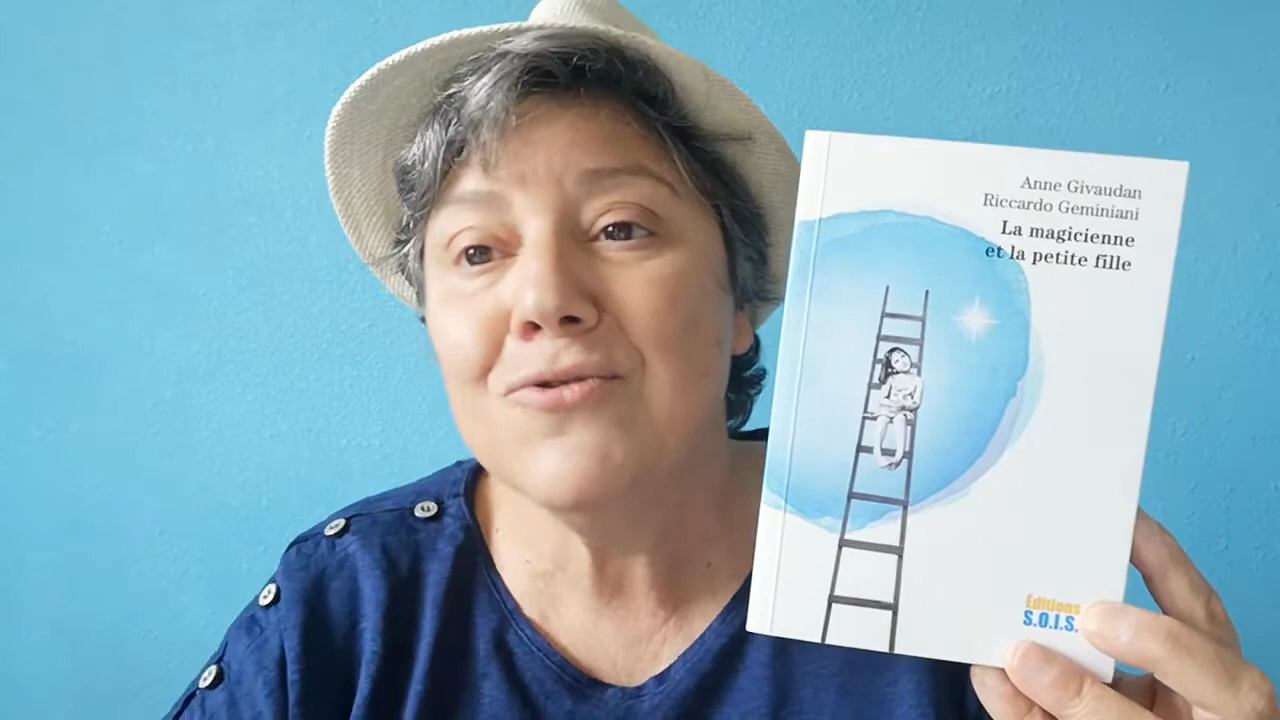 Anne Givaudan
Riccardo Geminiani
La magicienne
et la petite fille
Éditions
S.O.I.S.